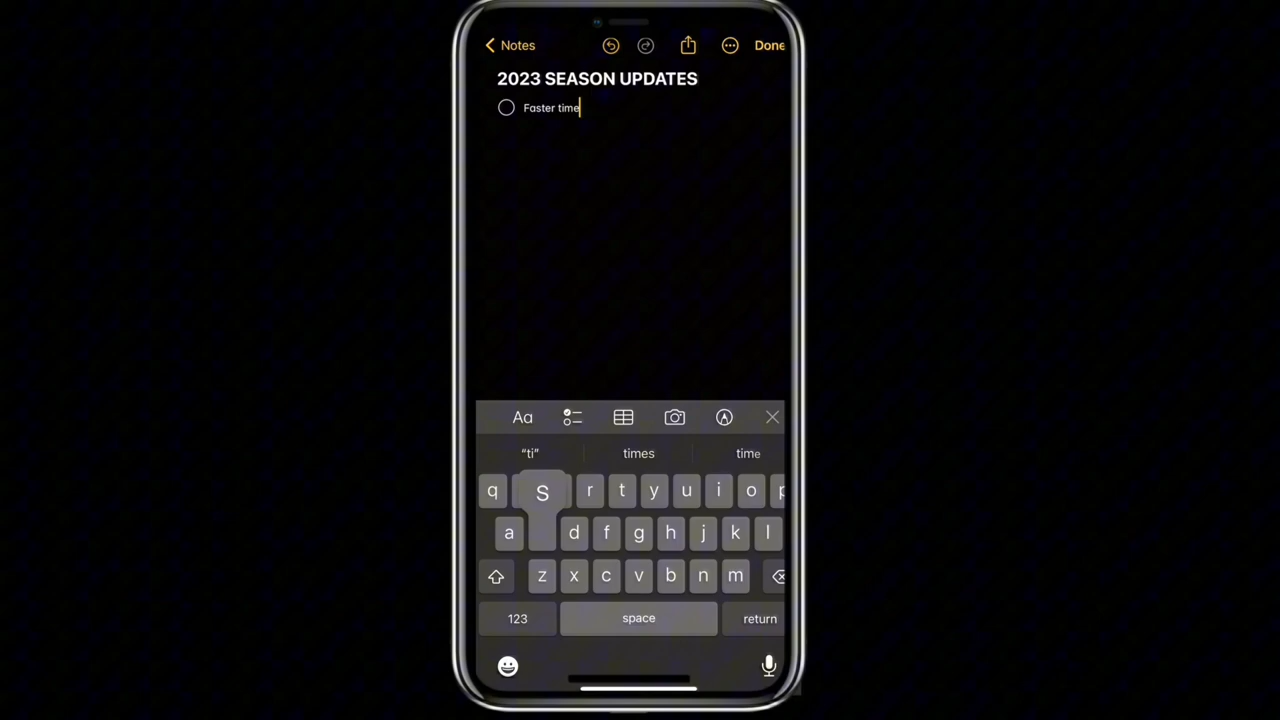 Notes
Done
2023 SEASON UPDATES
Faster time
Aa
"ti" times time
q S r t y u i o p
a d f g h j k l
z x c v b n m
123 space return